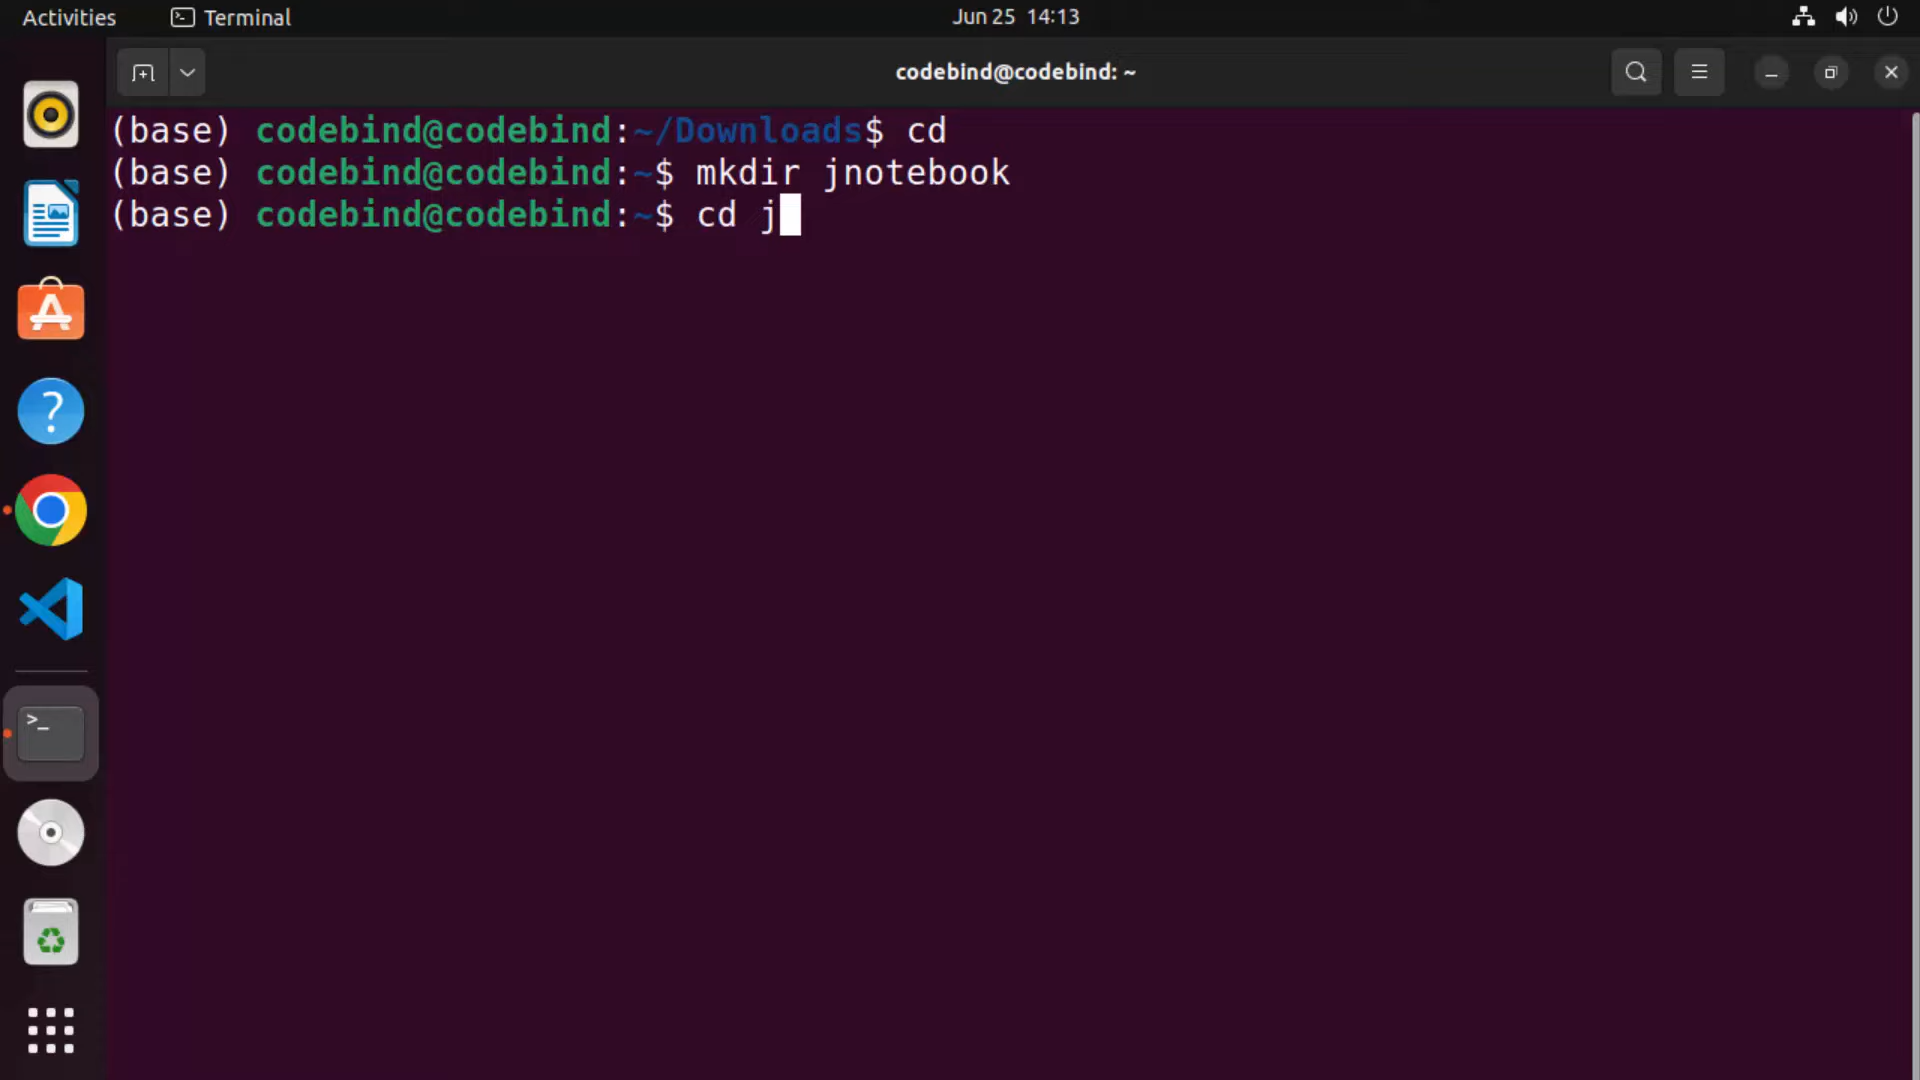 Activities Terminal Jun 25 14:13
codebind@codebind: ~
(base) codebind@codebind:~/Downloads$ cd
(base) codebind@codebind:~$ mkdir jnotebook
(base) codebind@codebind:~$ cd j